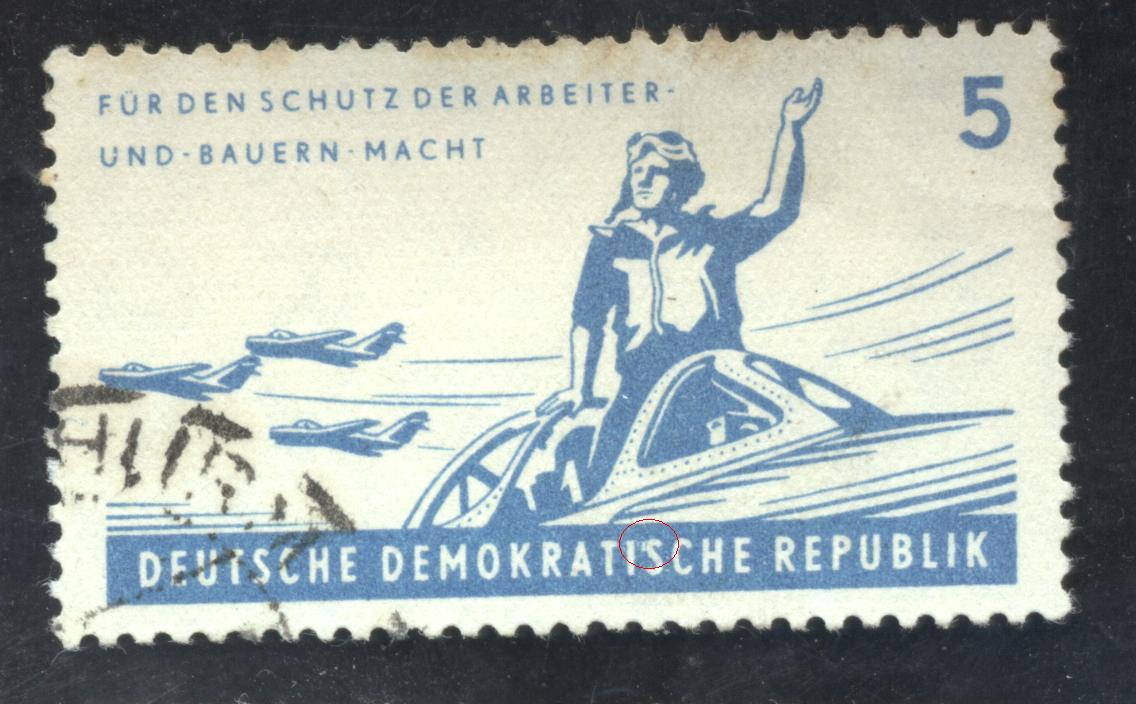 FÜR DEN SCHUTZ DER ARBEITER-
UND-BAUERN-MACHT
5
DEUTSCHE DEMOKRATISCHE REPUBLIK